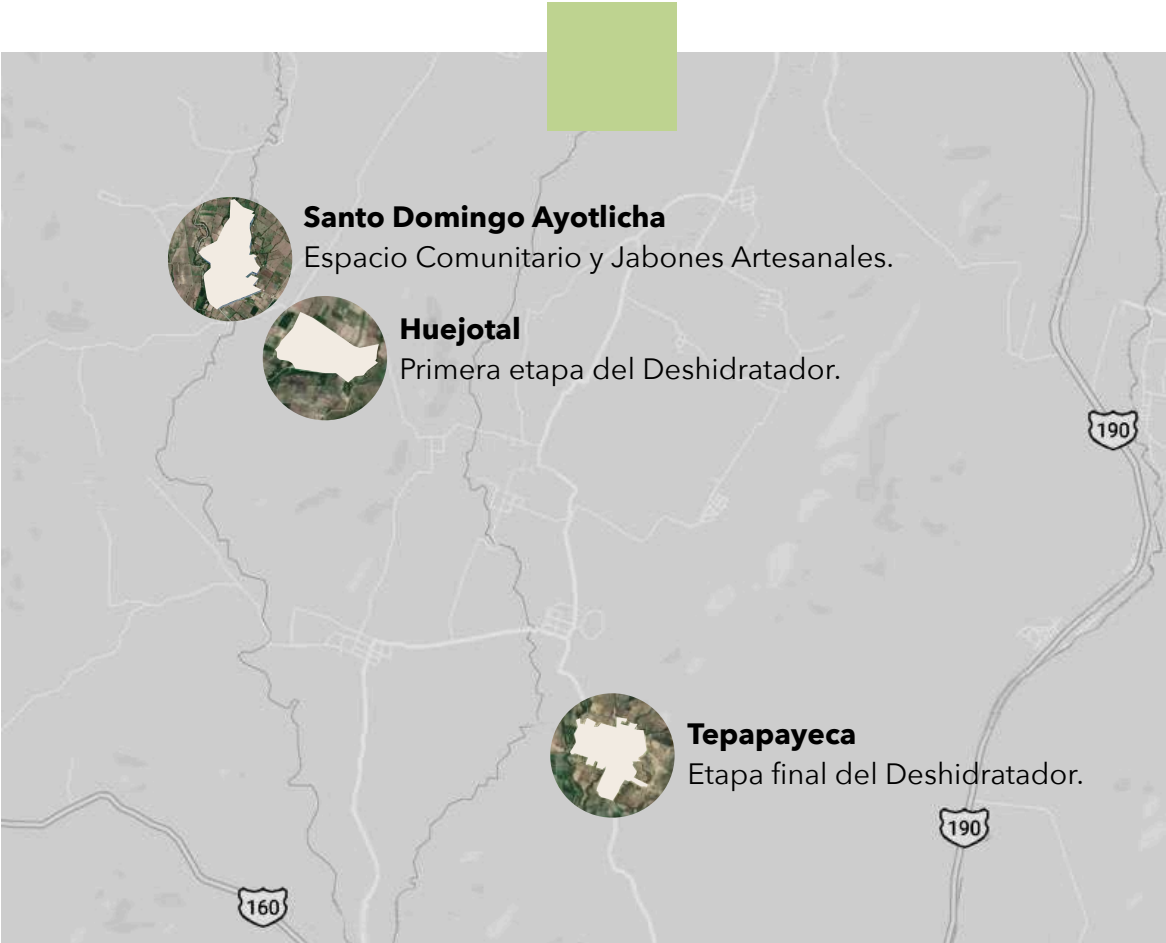 Santo Domingo Ayotlicha
Espacio Comunitario y Jabones Artesanales.
Huejotal
Primera etapa del Deshidratador.
190
Tepapayeca
Etapa final del Deshidratador.
190
160